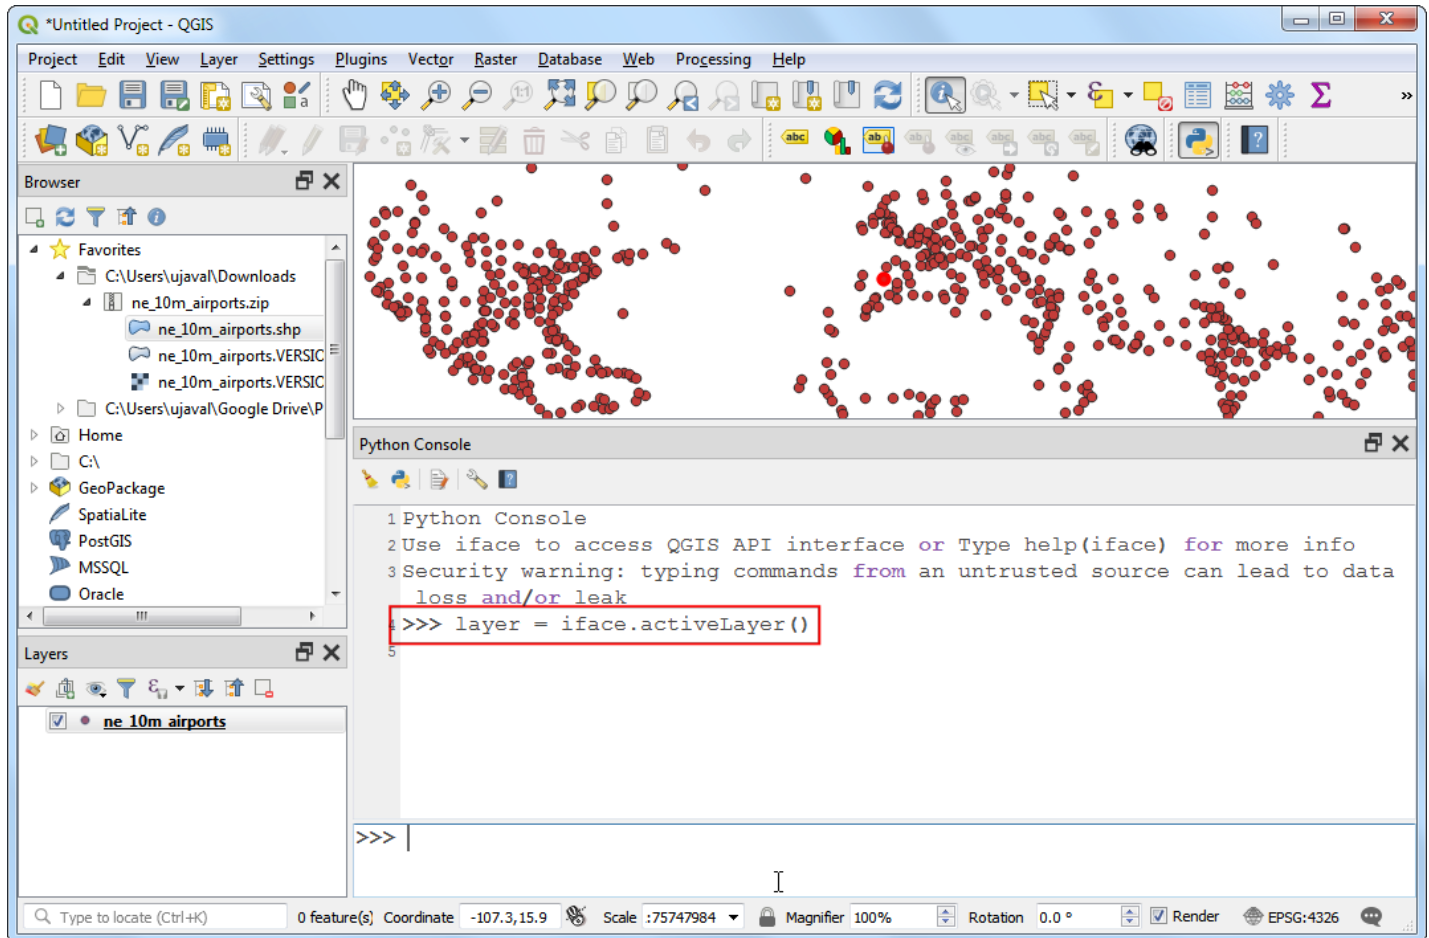 *Untitled Project - QGIS
Project Edit View Layer Settings Plugins Vector Raster Database Web Processing Help
Browser
Favorites
C:\Users\ujaval\Downloads
ne_10m_airports.zip
ne_10m_airports.shp
ne_10m_airports.VERSIC
ne_10m_airports.VERSIC
C:\Users\ujaval\Google Drive\P
Home
C:\
GeoPackage
SpatiaLite
PostGIS
MSSQL
Oracle
Layers
ne_10m_airports
Python Console
1 Python Console
2 Use iface to access QGIS API interface or Type help(iface) for more info
3 Security warning: typing commands from an untrusted source can lead to data
loss and/or leak
4 >>> layer = iface.activeLayer()
5
>>>
Type to locate (Ctrl+K) 0 feature(s) Coordinate -107.3,15.9 Scale :75747984 Magnifier 100% Rotation 0.0 ° Render EPSG:4326